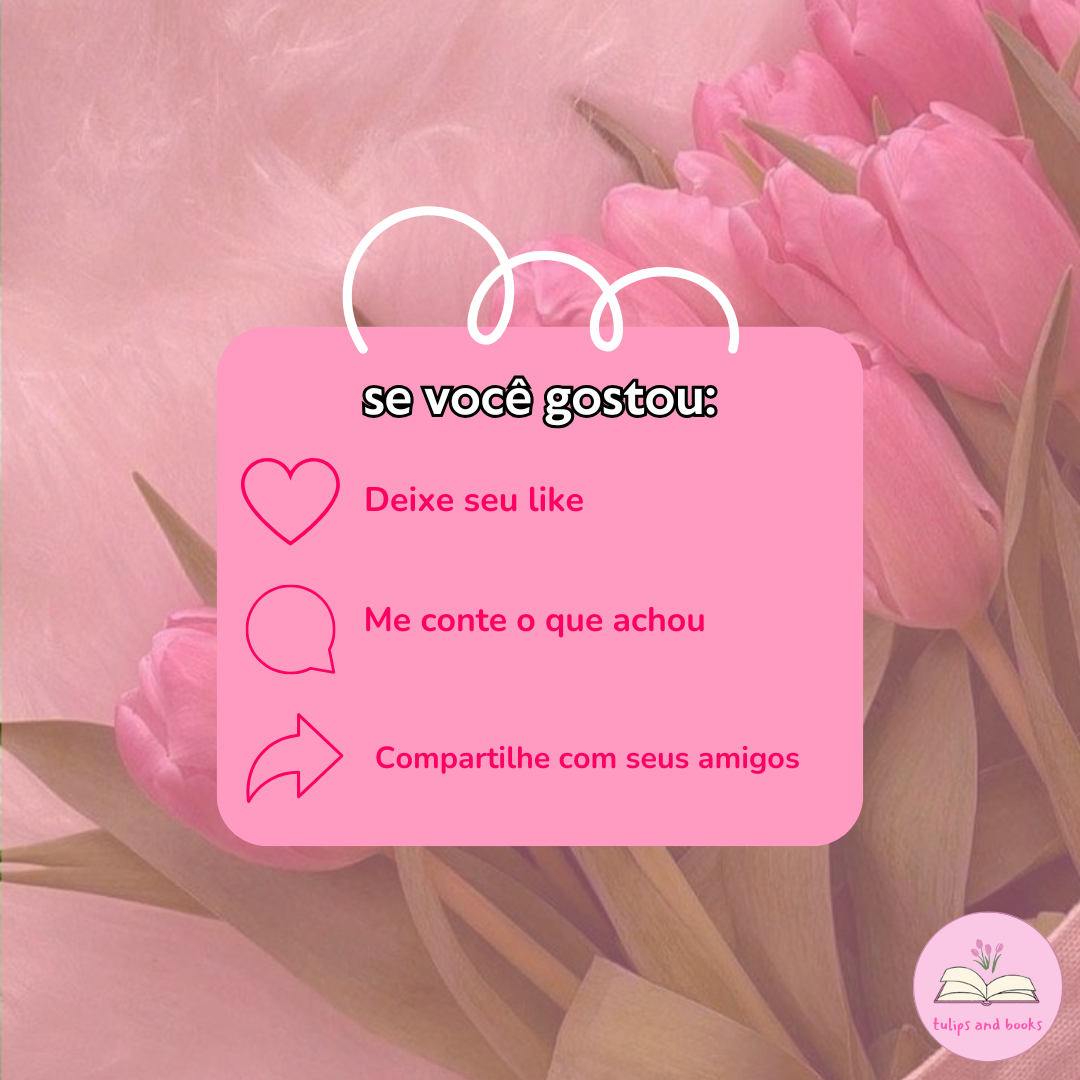 se você gostou:
Deixe seu like
Me conte o que achou
Compartilhe com seus amigos
tulips and books